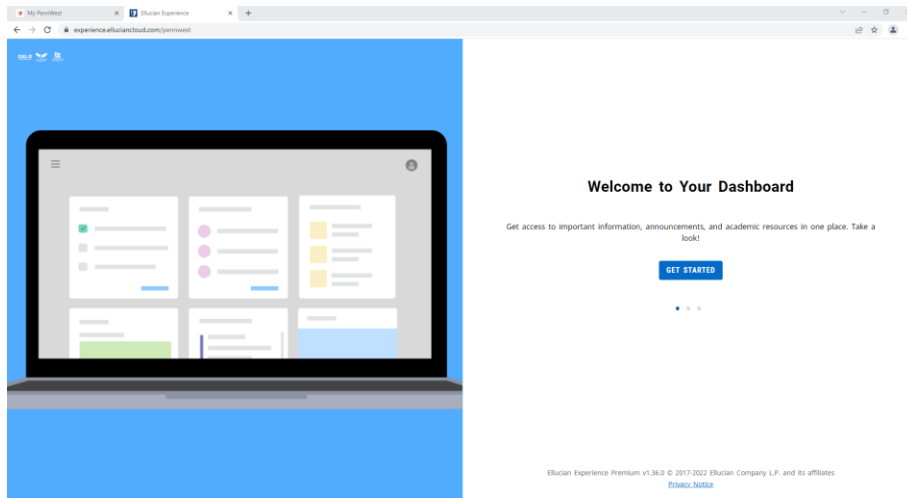 My PennWest
Ellucian Experience
experience.elluciancloud.com/pennwest
Welcome to Your Dashboard
Get access to important information, announcements, and academic resources in one place. Take a
look!
GET STARTED
Ellucian Experience Premium v1.36.0 © 2017-2022 Ellucian Company L.P. and its affiliates
Privacy Notice